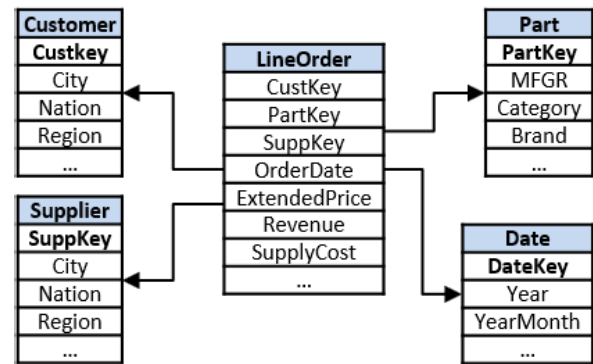 Customer
Custkey
City
Nation
Region
...
Supplier
SuppKey
City
Nation
Region
...
LineOrder
CustKey
PartKey
SuppKey
OrderDate
ExtendedPrice
Revenue
SupplyCost
...
Part
PartKey
MFGR
Category
Brand
...
Date
DateKey
Year
YearMonth
...